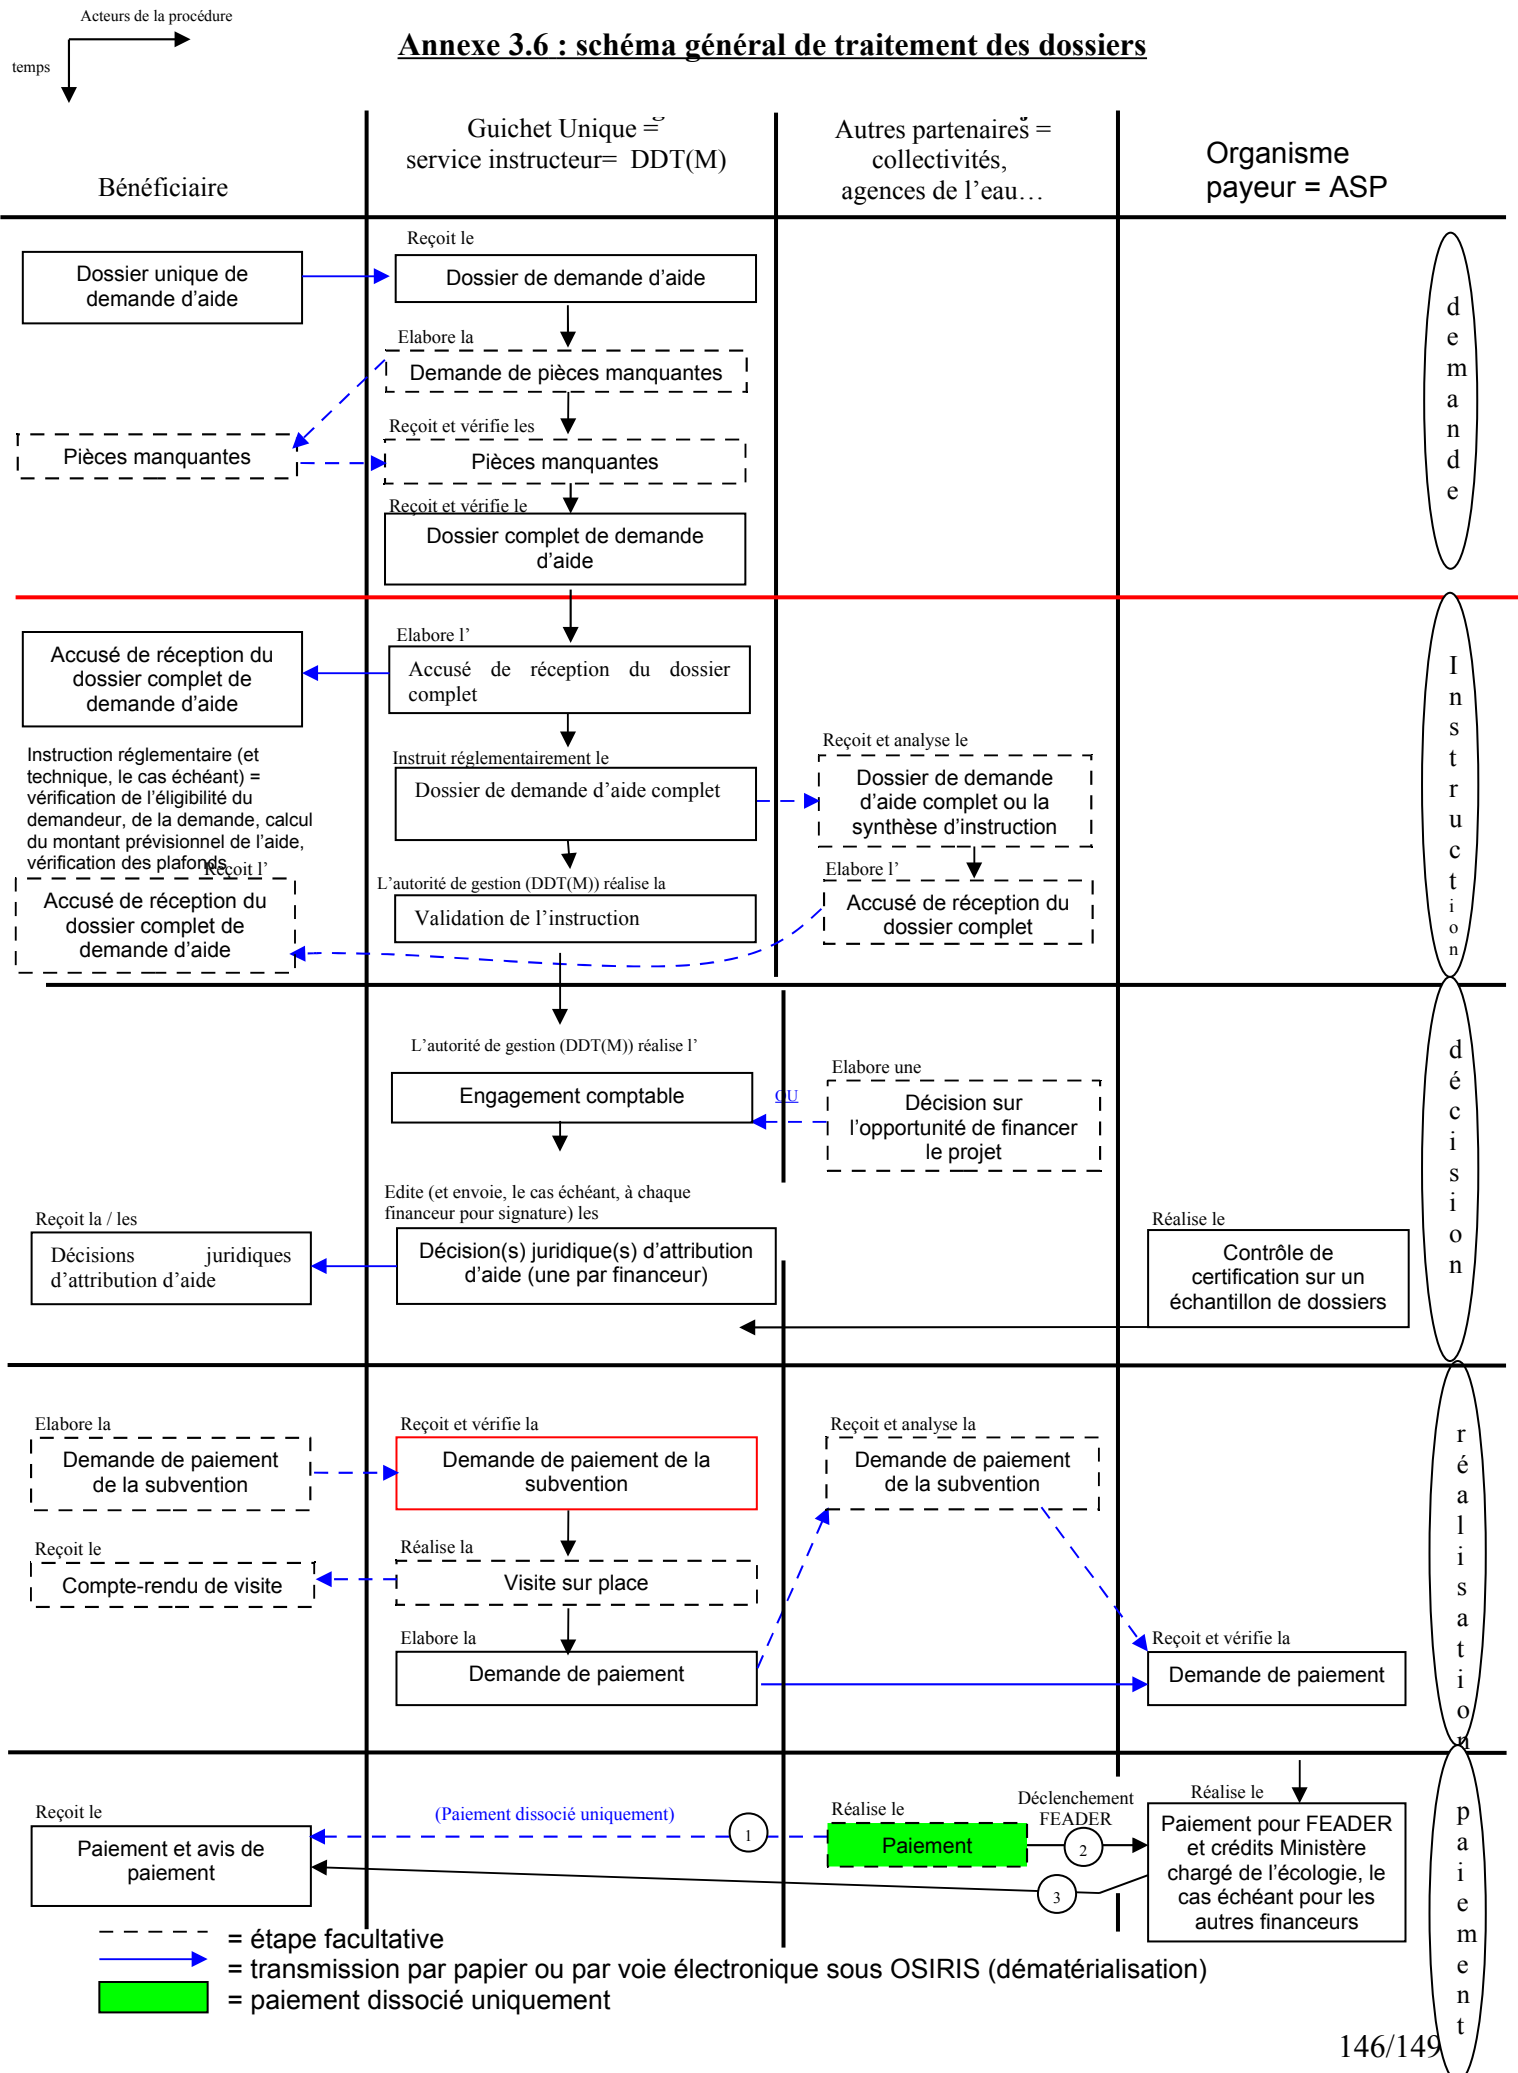 Acteurs de la procédure
temps
Annexe 3.6 : schéma général de traitement des dossiers
Bénéficiaire
Guichet Unique =
service instructeur= DDT(M)
Autres partenaires =
collectivités,
agences de l’eau…
Organisme
payeur = ASP
Dossier unique de
demande d’aide
Reçoit le
Dossier de demande d’aide
Elabore la
Demande de pièces manquantes
Reçoit et vérifie les
Pièces manquantes
Pièces manquantes
Reçoit et vérifie le
Dossier complet de demande
d’aide
demande
Accusé de réception du
dossier complet de
demande d’aide
Elabore l’
Accusé de réception du dossier
complet
Instruction réglementaire (et
technique, le cas échéant) =
vérification de l’éligibilité du
demandeur, de la demande, calcul
du montant prévisionnel de l’aide,
vérification des plafonds
Instruit réglementairement le
Dossier de demande d’aide complet
Reçoit et analyse le
Dossier de demande
d’aide complet ou la
synthèse d’instruction
Reçoit l’
Accusé de réception du
dossier complet de
demande d’aide
L’autorité de gestion (DDT(M)) réalise la
Validation de l’instruction
Elabore l’
Accusé de réception du
dossier complet
Instruction
L’autorité de gestion (DDT(M)) réalise l’
Engagement comptable
OU
Elabore une
Décision sur
l’opportunité de financer
le projet
Reçoit la / les
Décisions juridiques
d’attribution d’aide
Edite (et envoie, le cas échéant, à chaque
financeur pour signature) les
Décision(s) juridique(s) d’attribution
d’aide (une par financeur)
Réalise le
Contrôle de
certification sur un
échantillon de dossiers
décision
Elabore la
Demande de paiement
de la subvention
Reçoit et vérifie la
Demande de paiement de la
subvention
Reçoit et analyse la
Demande de paiement
de la subvention
Reçoit le
Compte-rendu de visite
Réalise la
Visite sur place
Elabore la
Demande de paiement
Reçoit et vérifie la
Demande de paiement
réalisation
Reçoit le
Paiement et avis de
paiement
(Paiement dissocié uniquement)
1
Réalise le
Paiement
Déclenchement
FEADER
2
3
Réalise le
Paiement pour FEADER
et crédits Ministère
chargé de l’écologie, le
cas échéant pour les
autres financeurs
paiement
= étape facultative
= transmission par papier ou par voie électronique sous OSIRIS (dématérialisation)
= paiement dissocié uniquement
146/149